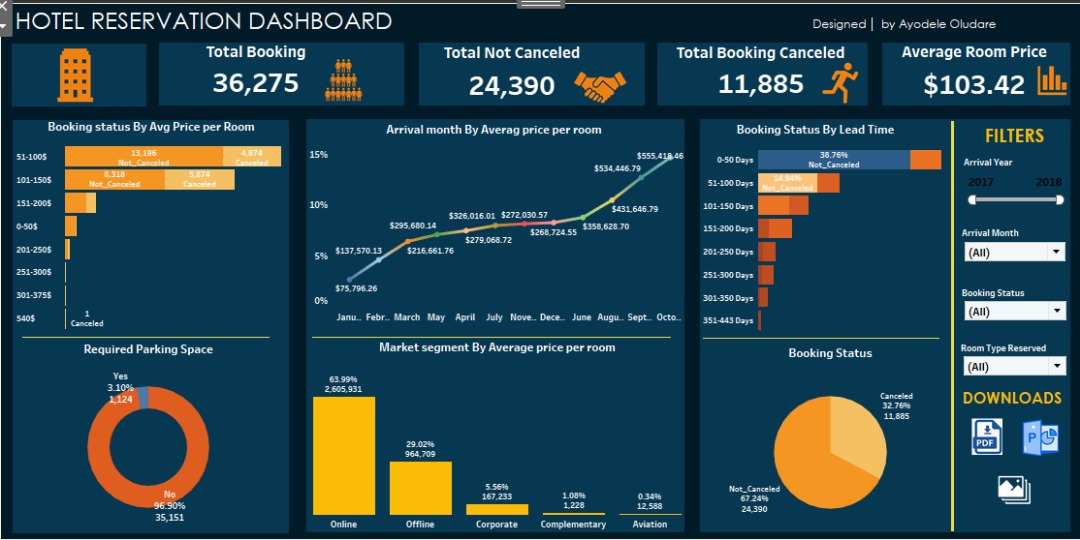 HOTEL RESERVATION DASHBOARD
Designed | by Ayodele Oludare
Total Booking
36,275
Total Not Canceled
24,390
Total Booking Canceled
11,885
Average Room Price
$103.42
Booking status By Avg Price per Room
51-100$
13,196
Not_Canceled
4,874
Canceled
101-150$
8,318
Not_Canceled
5,874
Canceled
151-200$
0-50$
201-250$
251-300$
301-375$
540$
1
Canceled
Arrival month By Averag price per room
15%
10%
5%
0%
$75,796.26
$137,570.13
$295,680.14
$216,661.76
$326,016.01
$279,068.72
$272,030.57
$268,724.55
$358,628.70
$431,646.79
$534,446.79
$555,418.46
Janu..
Febr..
March
May
April
July
Nove..
Dece..
June
Augu..
Sept..
Octo..
Booking Status By Lead Time
0-50 Days
38.76%
Not_Canceled
51-100 Days
14.94%
Not_Canceled
101-150 Days
151-200 Days
201-250 Days
251-300 Days
301-350 Days
351-443 Days
FILTERS
Arrival Year
2017
2018
Arrival Month
(All)
Booking Status
(All)
Room Type Reserved
(All)
DOWNLOADS
PDF
P
Required Parking Space
Yes
3.10%
1,124
No
96.90%
35,151
Market segment By Average price per room
63.99%
2,605,931
29.02%
964,709
5.56%
167,233
1.08%
1,228
0.34%
12,588
Online
Offline
Corporate
Complementary
Aviation
Booking Status
Canceled
32.76%
11,885
Not_Canceled
67.24%
24,390